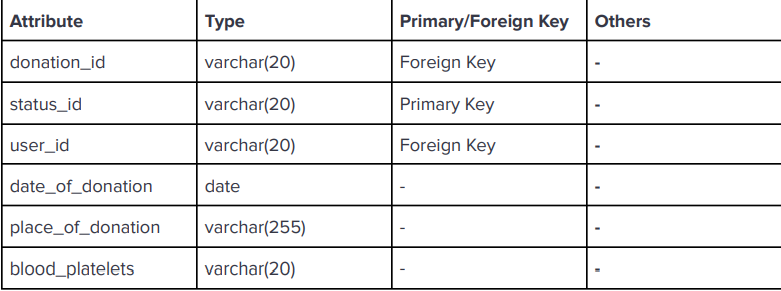 Attribute Type Primary/Foreign Key Others
donation_id varchar(20) Foreign Key -
status_id varchar(20) Primary Key -
user_id varchar(20) Foreign Key -
date_of_donation date - -
place_of_donation varchar(255) - -
blood_platelets varchar(20) - -